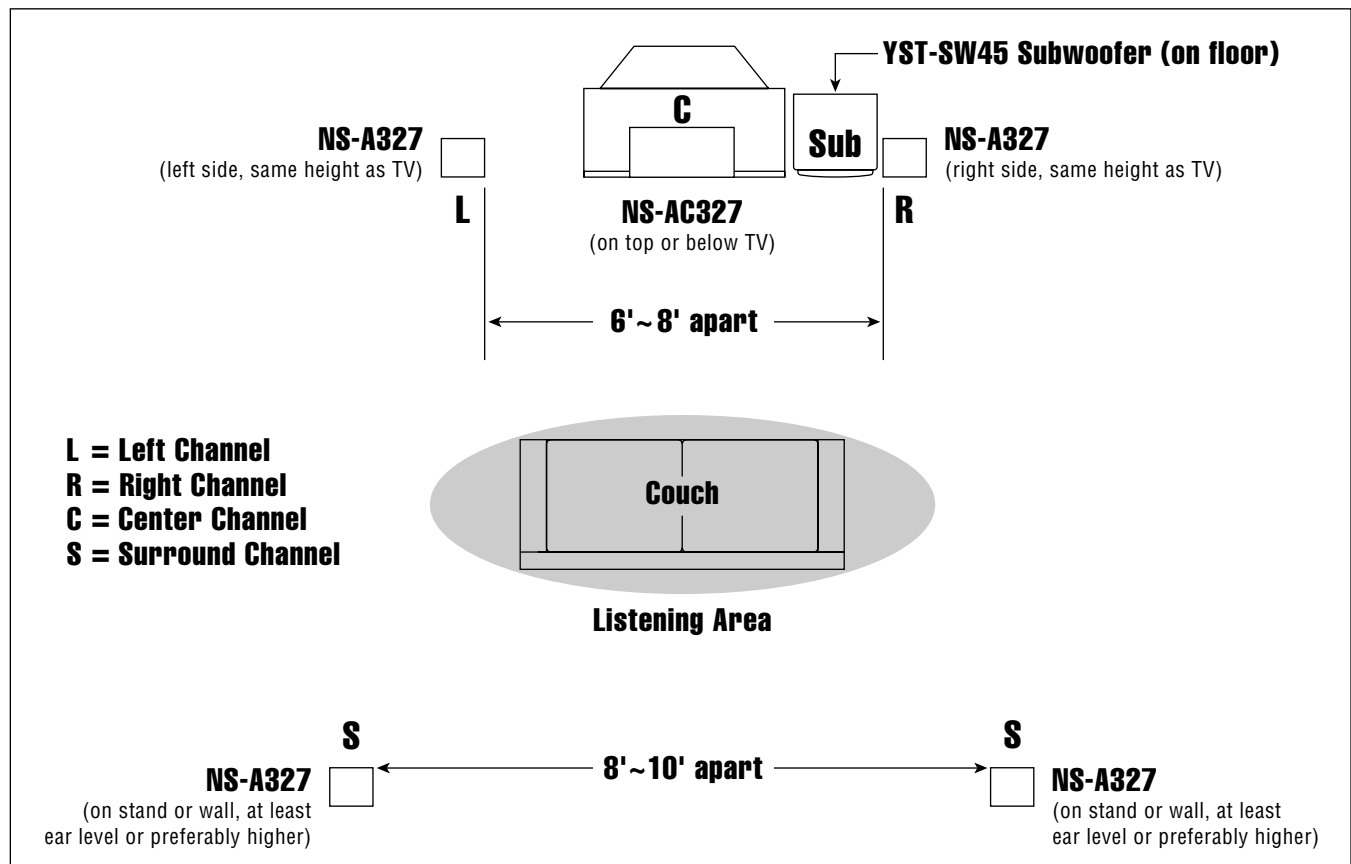 YST-SW45 Subwoofer (on floor)
C
NS-A327
(left side, same height as TV)
Sub
NS-A327
(right side, same height as TV)
L
NS-AC327
(on top or below TV)
R
6'~8' apart
L = Left Channel
R = Right Channel
C = Center Channel
S = Surround Channel
Couch
Listening Area
S
S
8'~10' apart
NS-A327
(on stand or wall, at least
ear level or preferably higher)
NS-A327
(on stand or wall, at least
ear level or preferably higher)